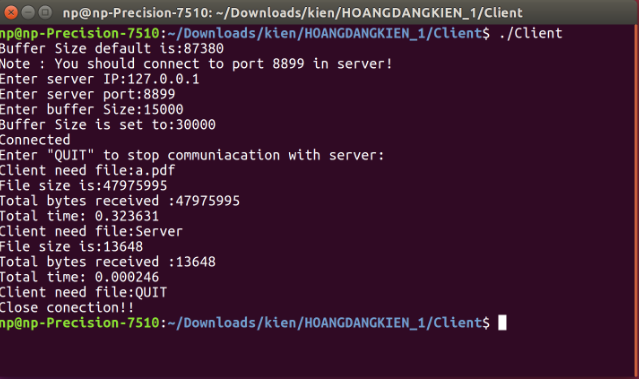 np@np-Precision-7510: ~/Downloads/kien/HOANGDANGKIEN_1/Client
np@np-Precision-7510:~/Downloads/kien/HOANGDANGKIEN_1/Client$ ./Client
Buffer Size default is:87380
Note : You should connect to port 8899 in server!
Enter server IP:127.0.0.1
Enter server port:8899
Enter buffer Size:15000
Buffer Size is set to:30000
Connected
Enter "QUIT" to stop communiacation with server:
Client need file:a.pdf
File size is:47975995
Total bytes received :47975995
Total time: 0.323631
Client need file:Server
File size is:13648
Total bytes received :13648
Total time: 0.000246
Client need file:QUIT
Close conection!!
np@np-Precision-7510:~/Downloads/kien/HOANGDANGKIEN_1/Client$